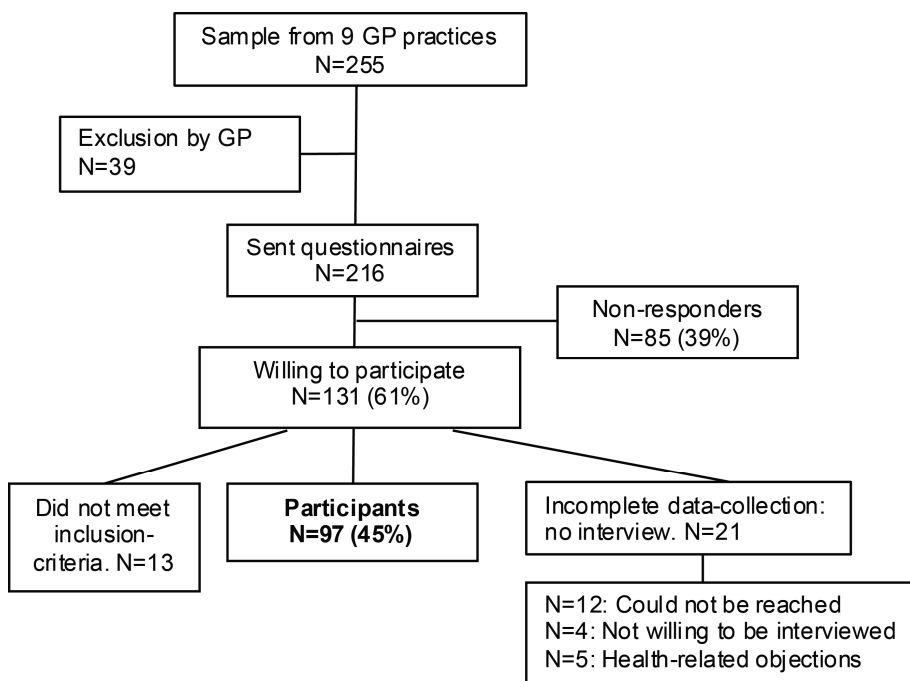 Sample from 9 GP practices
N=255
Exclusion by GP
N=39
Sent questionnaires
N=216
Non-responders
N=85 (39%)
Willing to participate
N=131 (61%)
Did not meet
inclusion-
criteria. N=13
Participants
N=97 (45%)
Incomplete data-collection:
no interview. N=21
N=12: Could not be reached
N=4: Not willing to be interviewed
N=5: Health-related objections